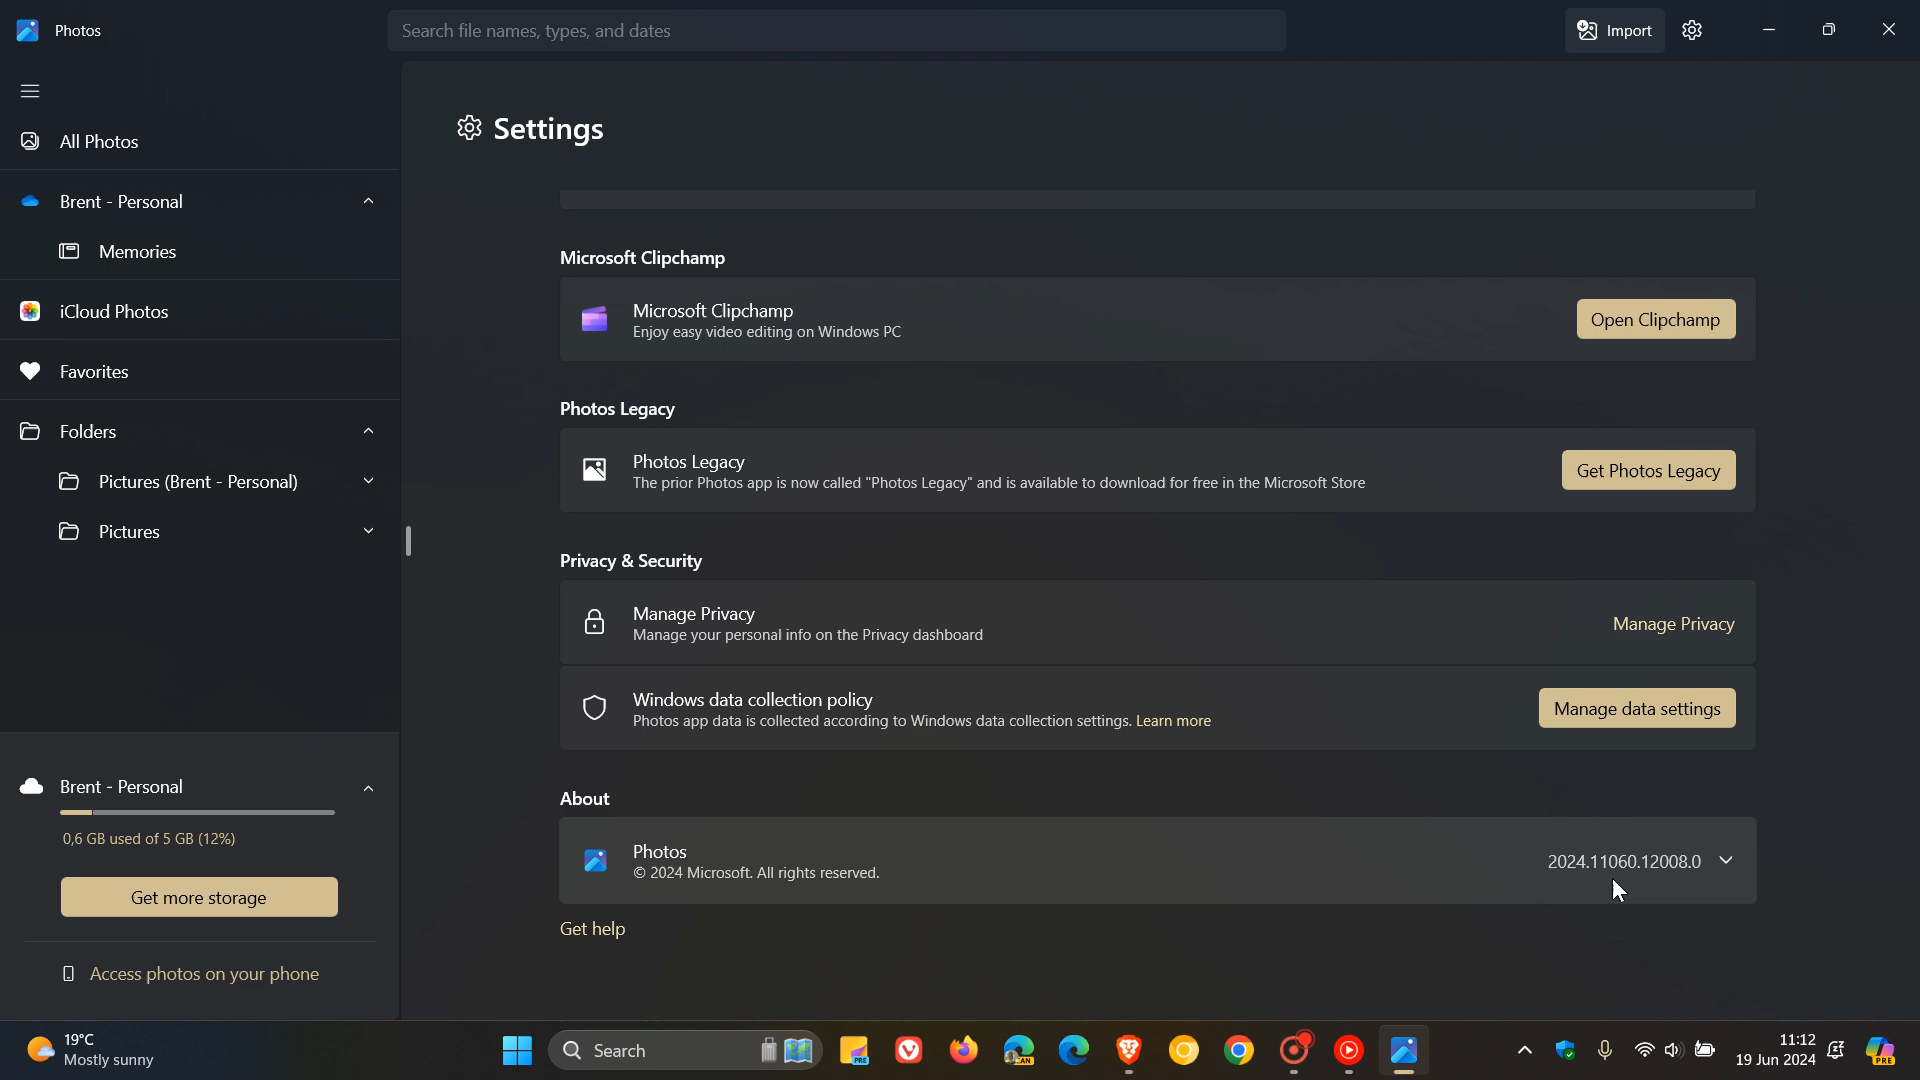 Photos
Search file names, types, and dates
Import
All Photos
Brent - Personal
Memories
iCloud Photos
Favorites
Folders
Pictures (Brent - Personal)
Pictures
Brent - Personal
0,6 GB used of 5 GB (12%)
Get more storage
Access photos on your phone
Settings
Microsoft Clipchamp
Microsoft Clipchamp
Enjoy easy video editing on Windows PC
Open Clipchamp
Photos Legacy
Photos Legacy
The prior Photos app is now called "Photos Legacy" and is available to download for free in the Microsoft Store
Get Photos Legacy
Privacy & Security
Manage Privacy
Manage your personal info on the Privacy dashboard
Manage Privacy
Windows data collection policy
Photos app data is collected according to Windows data collection settings. Learn more
Manage data settings
About
Photos
© 2024 Microsoft. All rights reserved.
2024.11060.12008.0
Get help
19°C
Mostly sunny
Search
PRE
CAN
11:12
19 Jun 2024
PRE